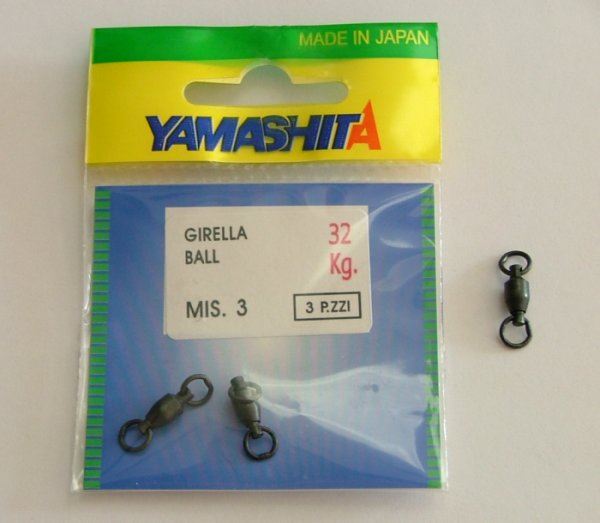 MADE IN JAPAN
YAMASHITA
GIRELLA 32
BALL Kg.
MIS. 3 3 P.ZZI